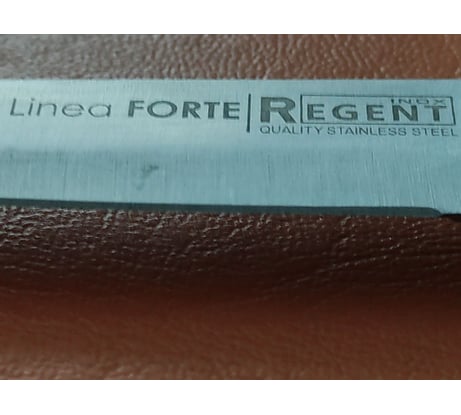 Linea FORTE | REGENT INOX
QUALITY STAINLESS STEEL